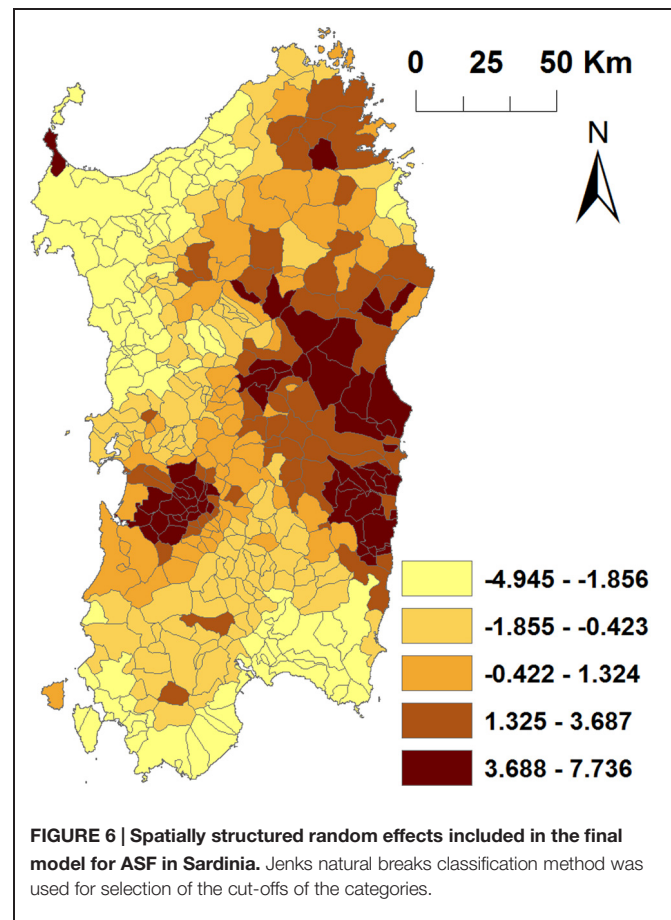 0 25 50 Km
N
-4.945 - -1.856
-1.855 - -0.423
-0.422 - 1.324
1.325 - 3.687
3.688 - 7.736
FIGURE 6 | Spatially structured random effects included in the final
model for ASF in Sardinia. Jenks natural breaks classification method was
used for selection of the cut-offs of the categories.